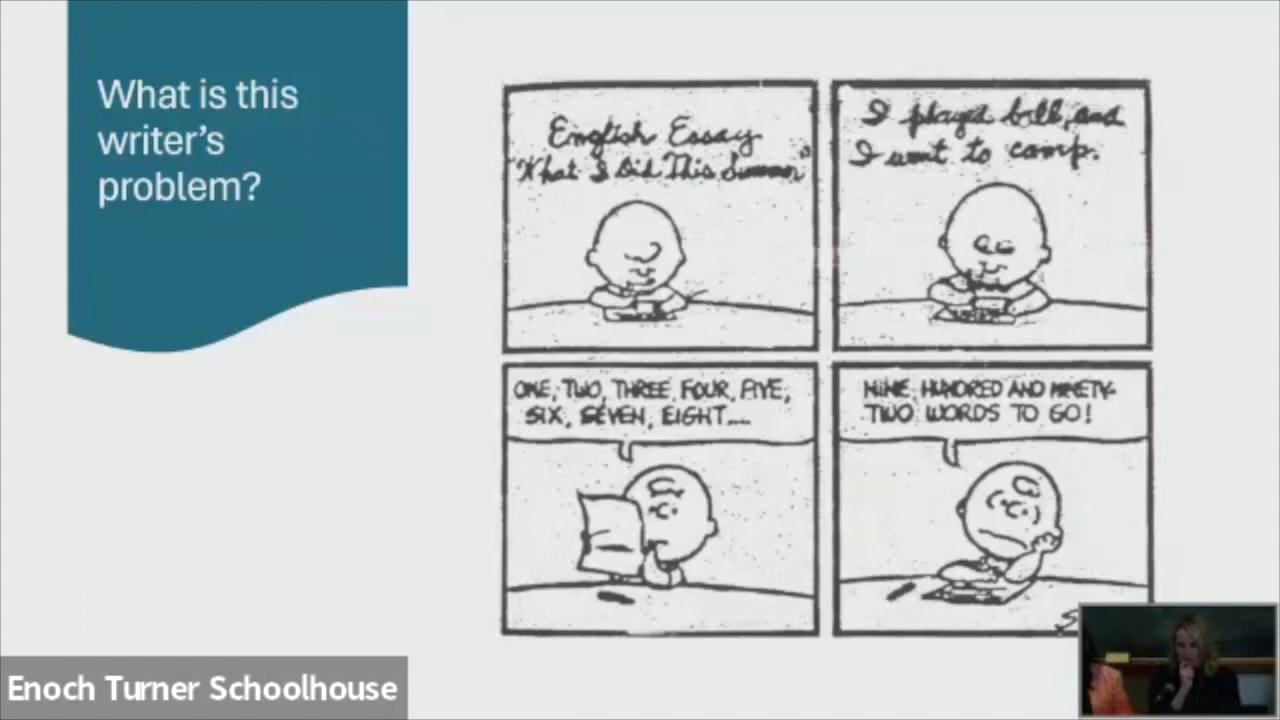 What is this
writer's
problem?
English Essay
"What I Did This Summer"
I played ball, and
I went to camp.
ONE, TWO, THREE, FOUR, FIVE,
SIX, SEVEN, EIGHT....
NINE HUNDRED AND NINETY-
TWO WORDS TO GO!
Enoch Turner Schoolhouse